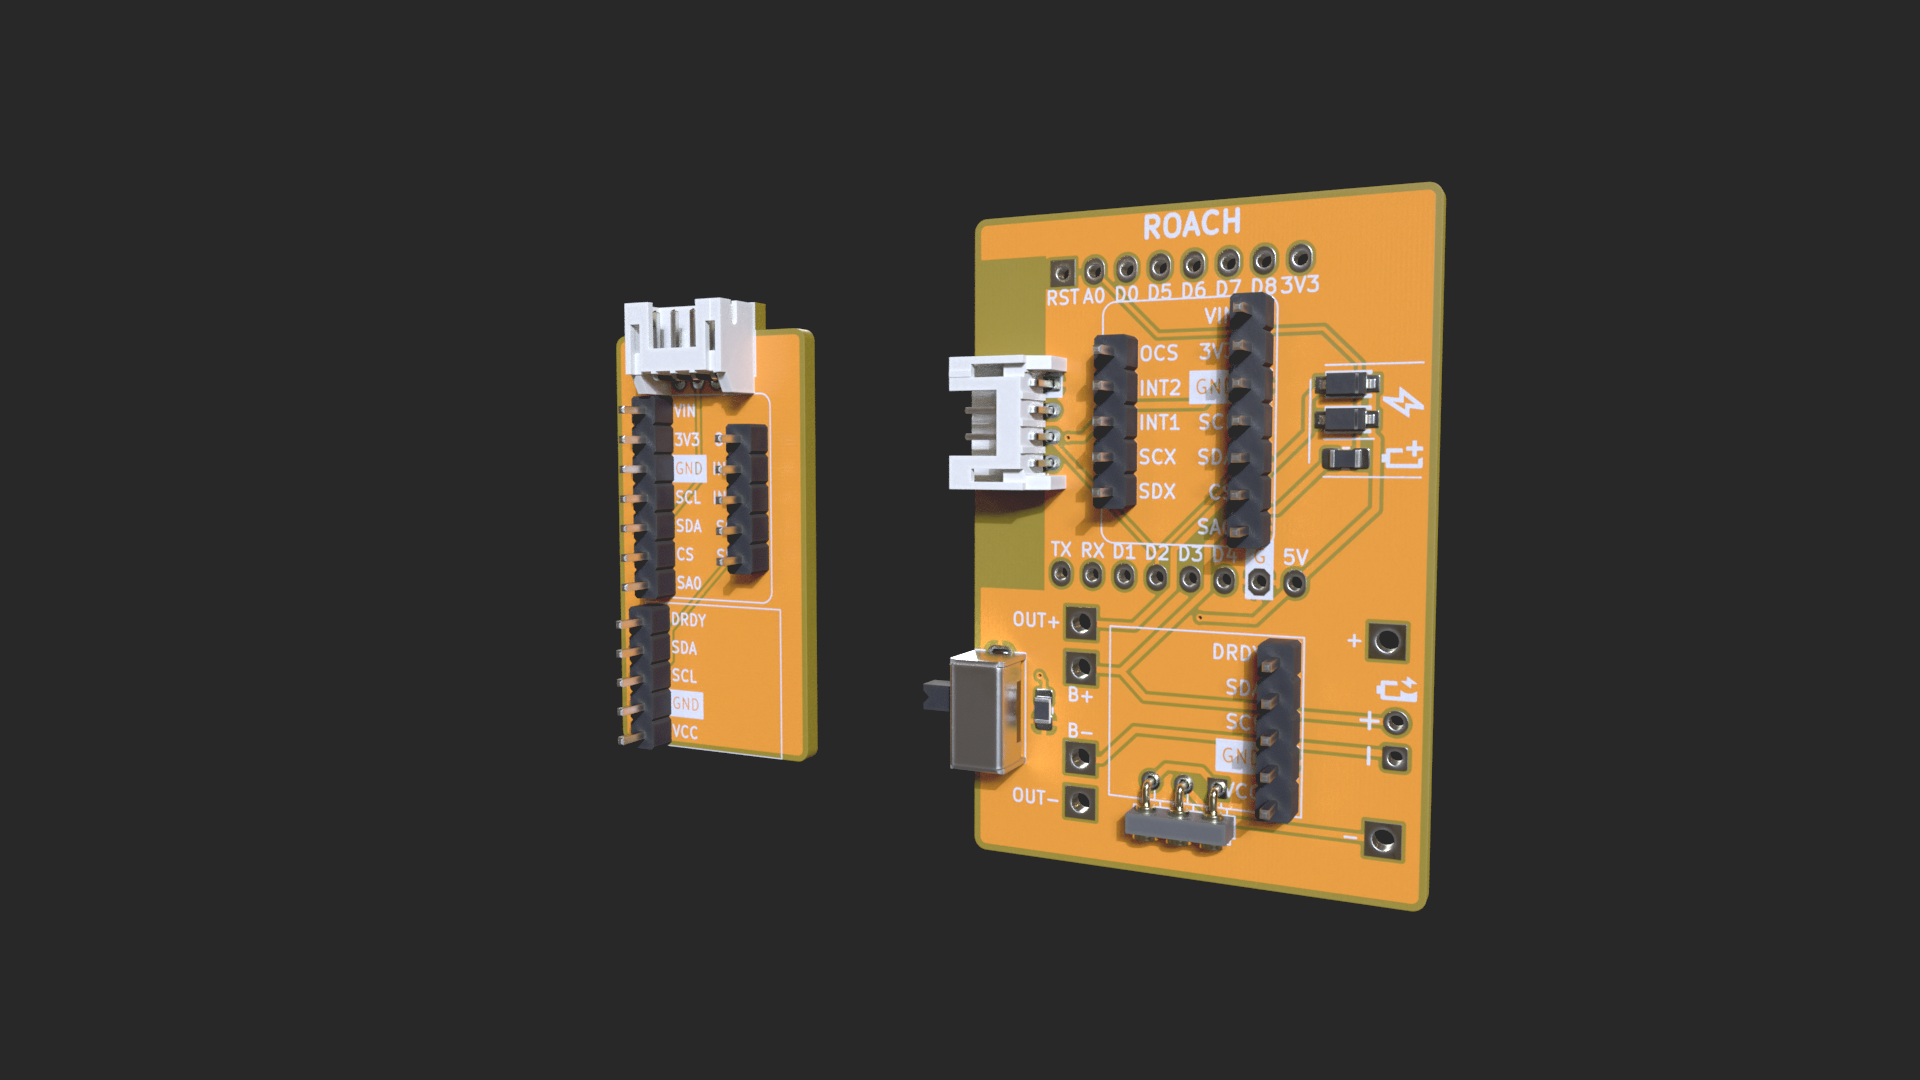 VIN
3V3
GND
SCL
SDA
CS
SA0
DRDY
SDA
SCL
GND
VCC
ROACH
RST A0 D0 D5 D6 D7 D8 3V3
OCS
INT2
INT1
SCX
SDX
TX RX D1 D2 D3 D4 G 5V
OUT+
B+
B-
OUT-
+
+
-